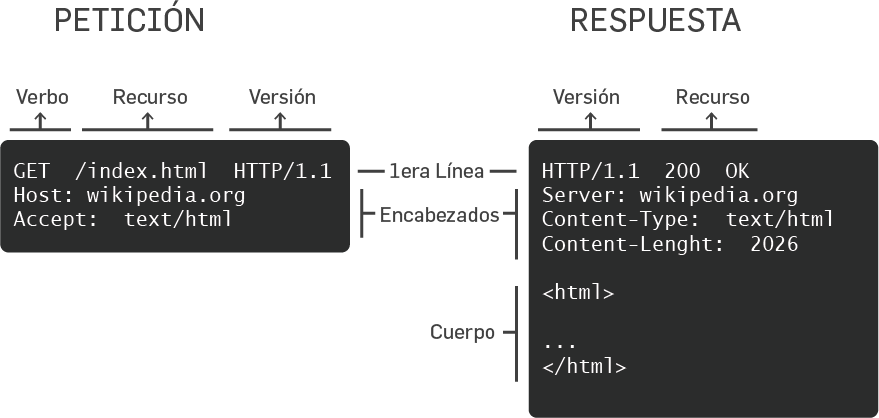 PETICIÓN
RESPUESTA
Verbo
Recurso
Versión
Versión
Recurso
GET /index.html HTTP/1.1
Host: wikipedia.org
Accept: text/html
1era Línea
Encabezados
Cuerpo
HTTP/1.1 200 OK
Server: wikipedia.org
Content-Type: text/html
Content-Lenght: 2026
<html>
...
</html>